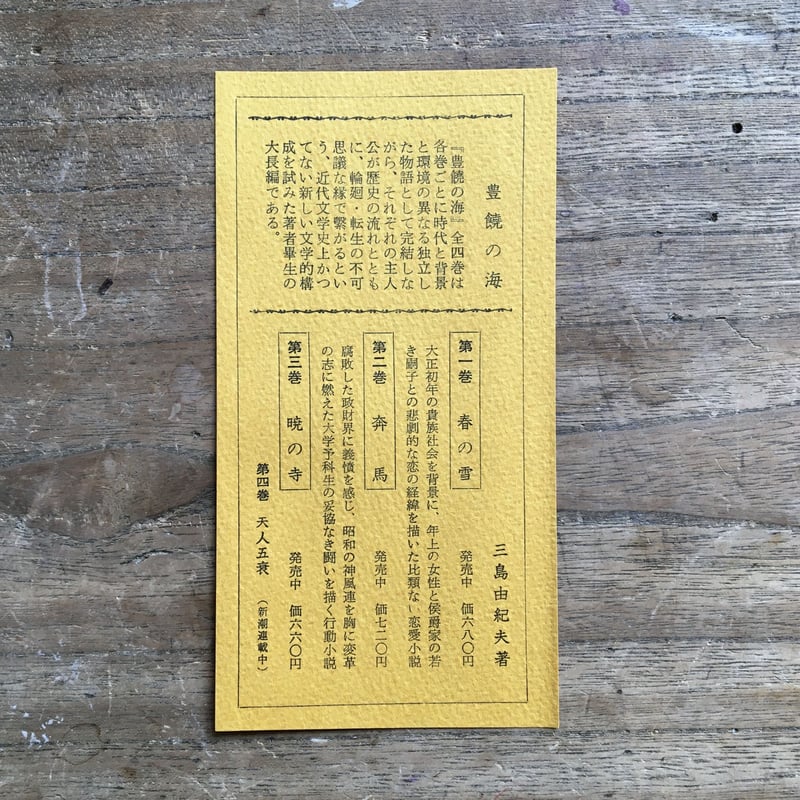 豊饒の海
『豊饒の海』全四巻は
各巻ごとに時代と背景
と環境の異なる独立し
た物語として完結しな
がら、それぞれの主人
公が歴史の流れととも
に、輪廻・転生の不可
思議な縁で繋がるとい
う、近代文学史上かつ
てない新しい文学的構
成を試みた著者畢生の
大長編である。
三島由紀夫著
第一巻 春の雪 発売中 価六八〇円
大正初年の貴族社会を背景に、年上の女性と侯爵家の若
き嗣子との悲劇的な恋の経緯を描いた比類ない恋愛小説
第二巻 奔馬 発売中 価七二〇円
腐敗した政財界に義憤を感じ、昭和の神風連を胸に変革
の志に燃えた大学予科生の妥協なき闘いを描く行動小説
第三巻 暁の寺 発売中 価六六〇円
第四巻 天人五衰 (新潮連載中)